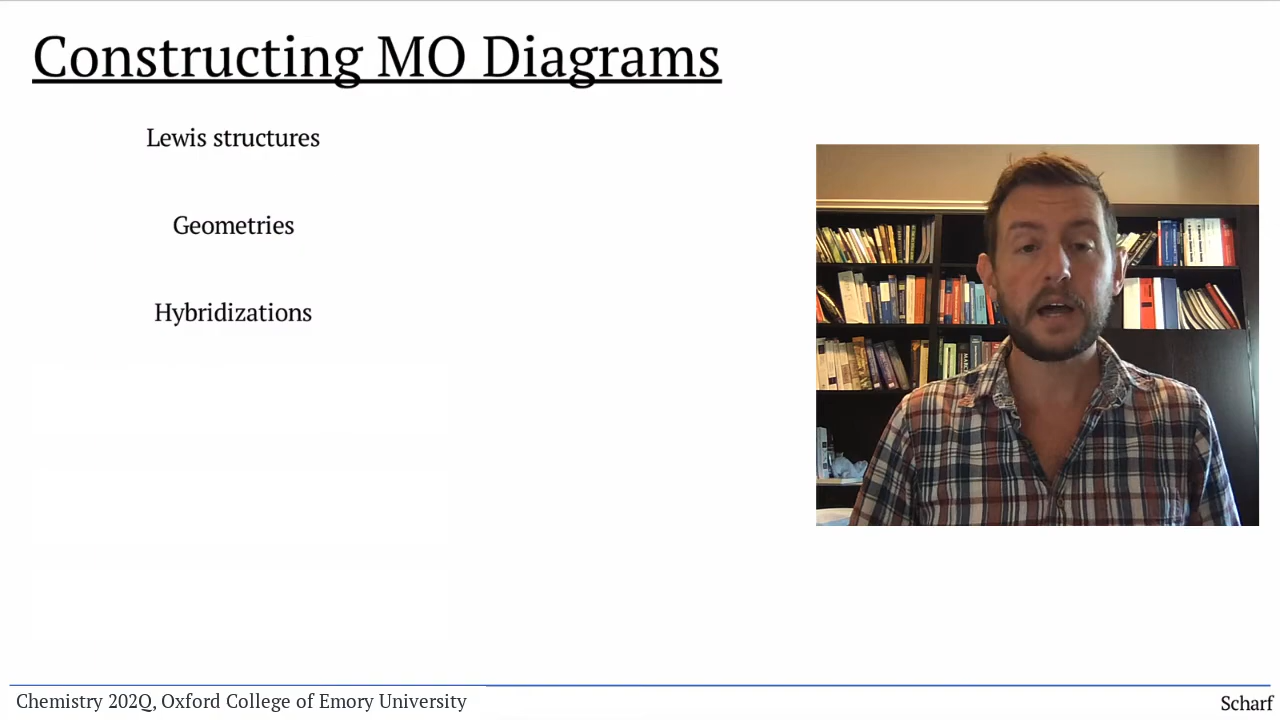 Constructing MO Diagrams
Lewis structures
Geometries
Hybridizations
Chemistry 202Q, Oxford College of Emory University
Scharf